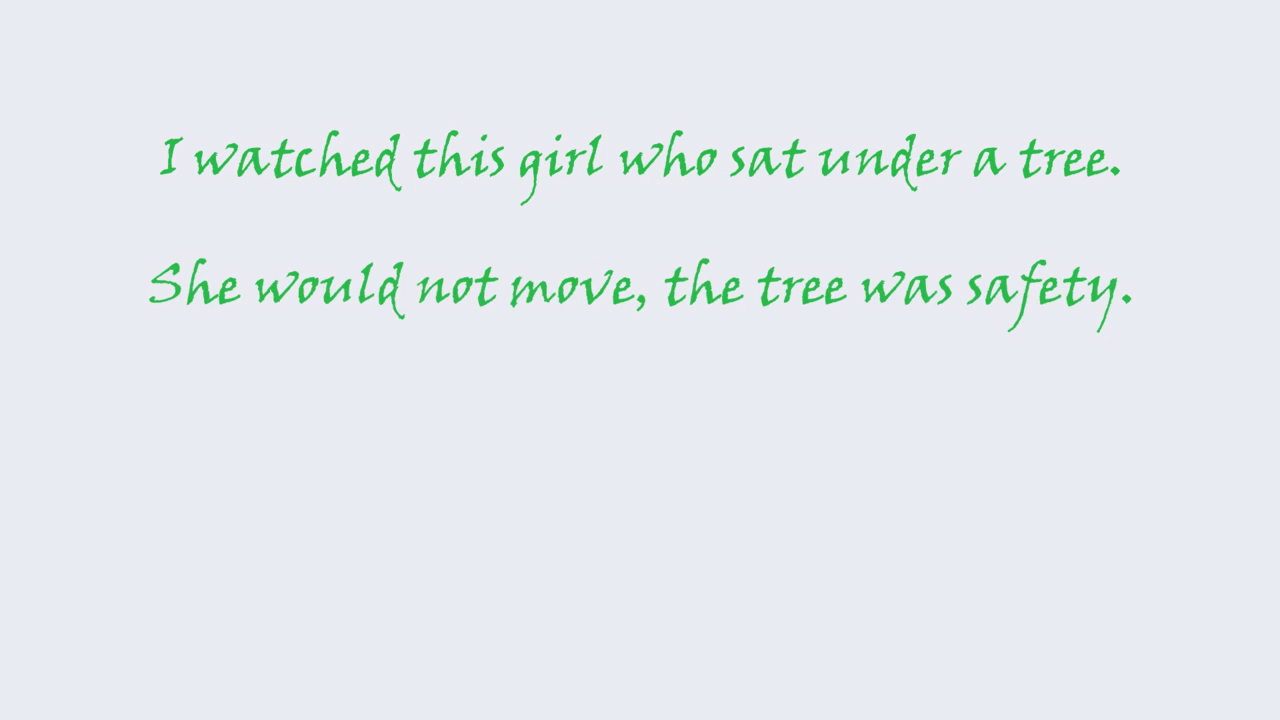 I watched this girl who sat under a tree.
She would not move, the tree was safety.